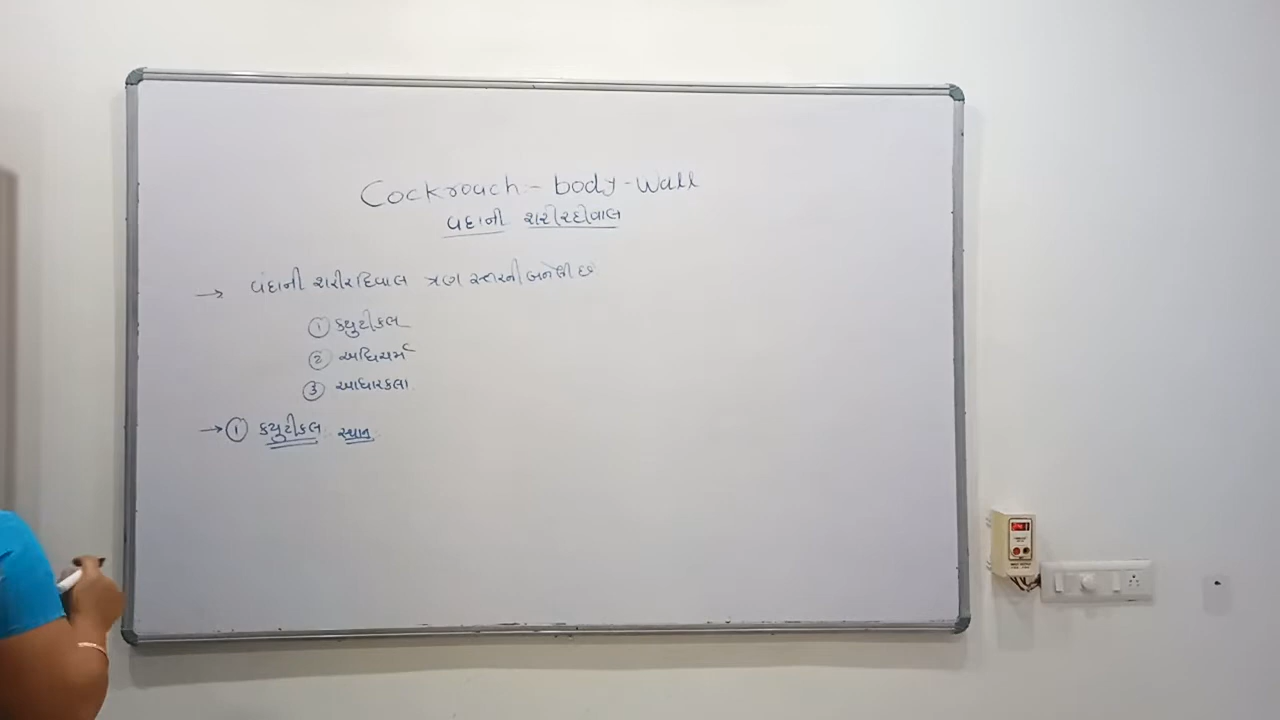 Cockroach :- body - wall
વંદાની શરીરદીવાલ
→ વંદાની શરીરદિવાલ ત્રણ સ્તરની બનેલી છે
① ક્યુટીકલ
② અધિચર્મ
③ આધારકલા
→ ① ક્યુટીકલ સ્થાન